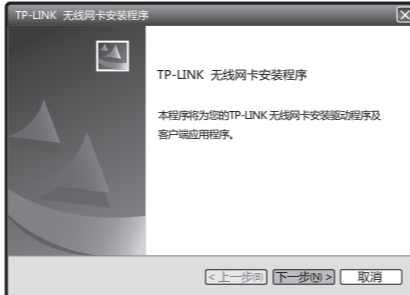 TP-LINK 无线网卡安装程序
TP-LINK 无线网卡安装程序
本程序将为您的TP-LINK 无线网卡安装驱动程序及
客户端应用程序。
< 上一步(B) 下一步(N) > 取消